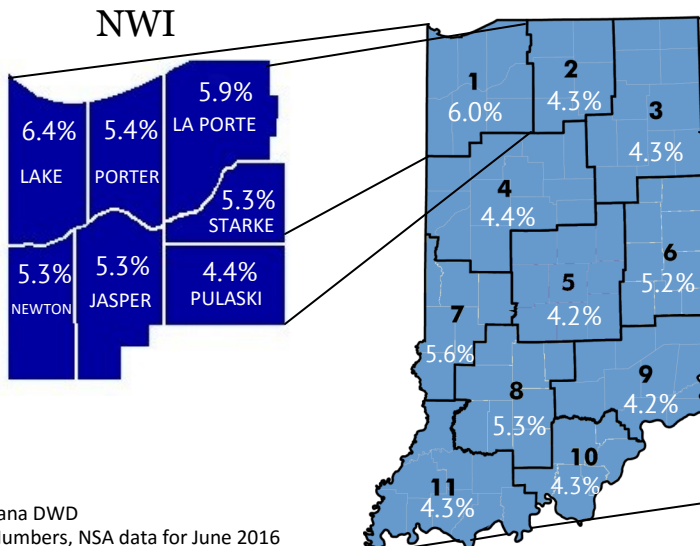 NWI
5.9%
LA PORTE
6.4%
LAKE
5.4%
PORTER
5.3%
STARKE
5.3%
NEWTON
5.3%
JASPER
4.4%
PULASKI
1
6.0%
2
4.3%
3
4.3%
4
4.4%
5
4.2%
6
5.2%
7
5.6%
8
5.3%
9
4.2%
10
4.3%
11
4.3%
ana DWD
Numbers, NSA data for June 2016